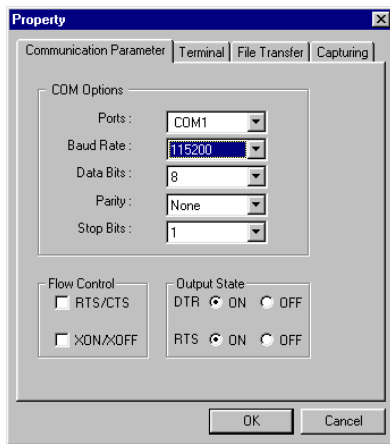 Property
Communication Parameter Terminal File Transfer Capturing
COM Options
Ports : COM1
Baud Rate : 115200
Data Bits : 8
Parity : None
Stop Bits : 1
Flow Control Output State
RTS/CTS DTR ON OFF
XON/XOFF RTS ON OFF
OK Cancel